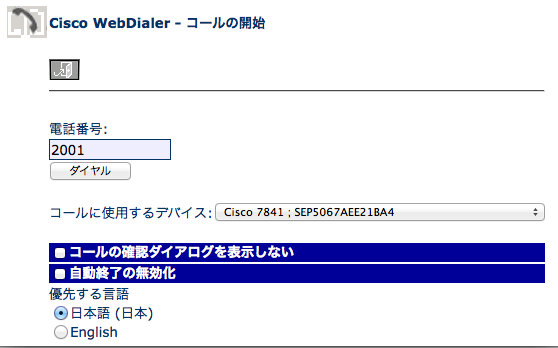 Cisco WebDialer - コールの開始
電話番号:
2001
ダイヤル
コールに使用するデバイス: Cisco 7841 ; SEP5067AEE21BA4
コールの確認ダイアログを表示しない
自動終了の無効化
優先する言語
日本語 (日本)
English